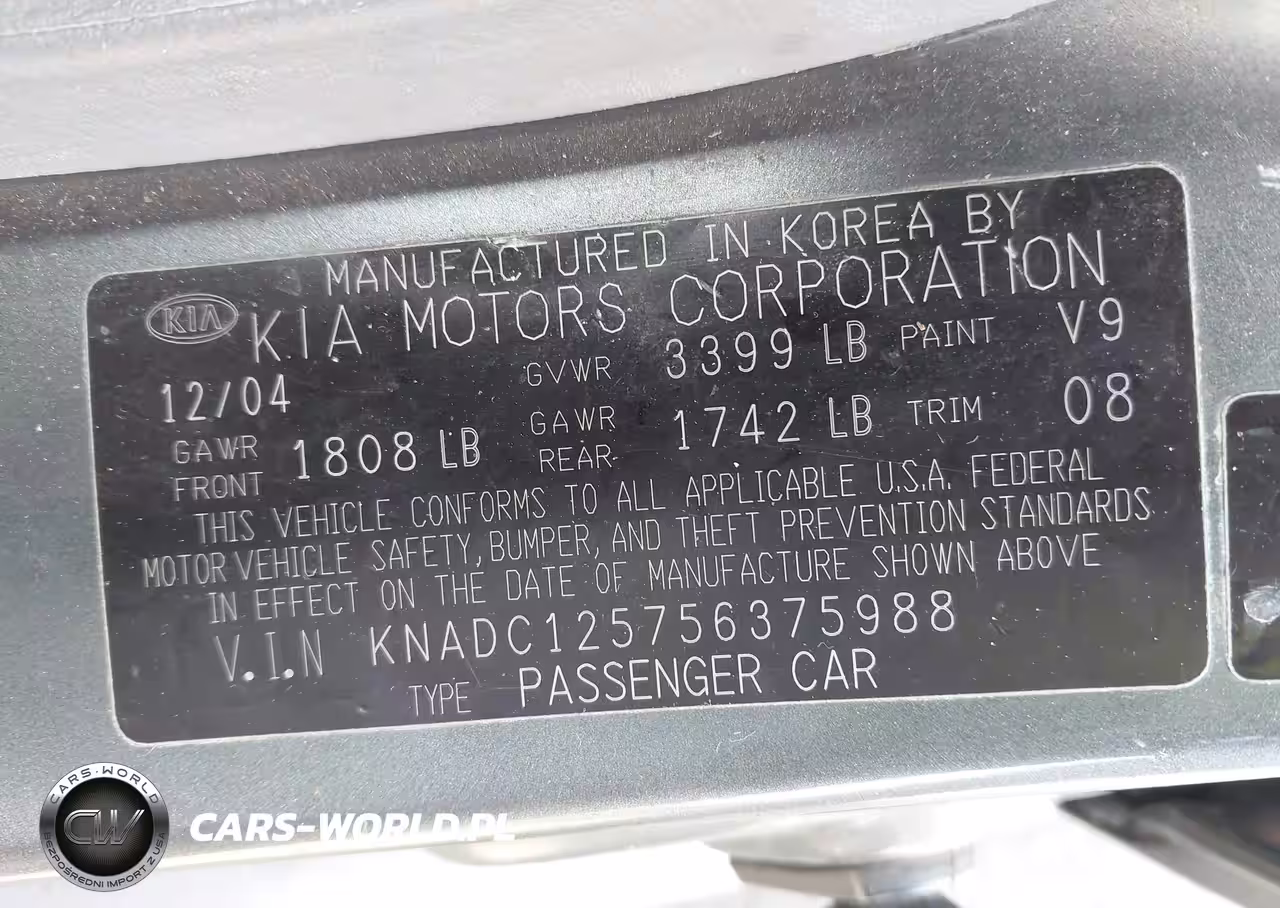 MANUFACTURED IN KOREA BY
KIA KIA MOTORS CORPORATION
12/04 GVWR 3399 LB PAINT V9
GAWR FRONT 1808 LB GAWR REAR 1742 LB TRIM 08
THIS VEHICLE CONFORMS TO ALL APPLICABLE U.S.A. FEDERAL
MOTOR VEHICLE SAFETY, BUMPER, AND THEFT PREVENTION STANDARDS
IN EFFECT ON THE DATE OF MANUFACTURE SHOWN ABOVE
V.I.N KNADC125756375988
TYPE PASSENGER CAR
CARS-WORLD
CW
BEZPOŚREDNI IMPORT Z USA
CARS-WORLD.PL